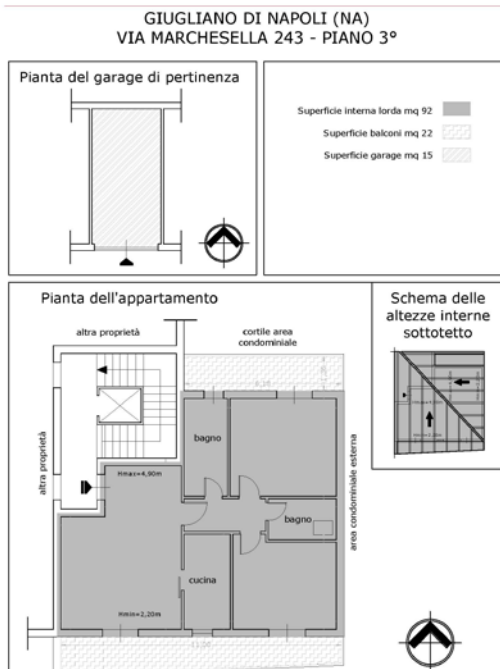 GIUGLIANO DI NAPOLI (NA)
VIA MARCHESELLA 243 - PIANO 3°
Pianta del garage di pertinenza
Superficie interna lorda mq 92
Superficie balconi mq 22
Superficie garage mq 15
Pianta dell'appartamento
Schema delle
altezze interne
sottotetto
altra proprietà
cortile area
condominiale
altra proprietà
bagno
Hmax=4,90m
bagno
area condominiale esterna
cucina
Hmin=2,20m